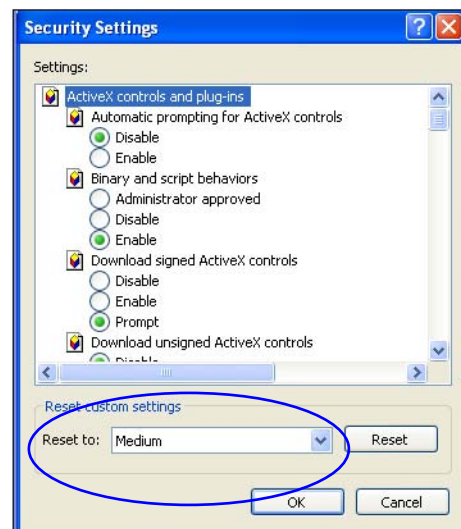 Security Settings
Settings:
ActiveX controls and plug-ins
Automatic prompting for ActiveX controls
Disable
Enable
Binary and script behaviors
Administrator approved
Disable
Enable
Download signed ActiveX controls
Disable
Enable
Prompt
Download unsigned ActiveX controls
Disable
Reset custom settings
Reset to: Medium Reset
OK Cancel